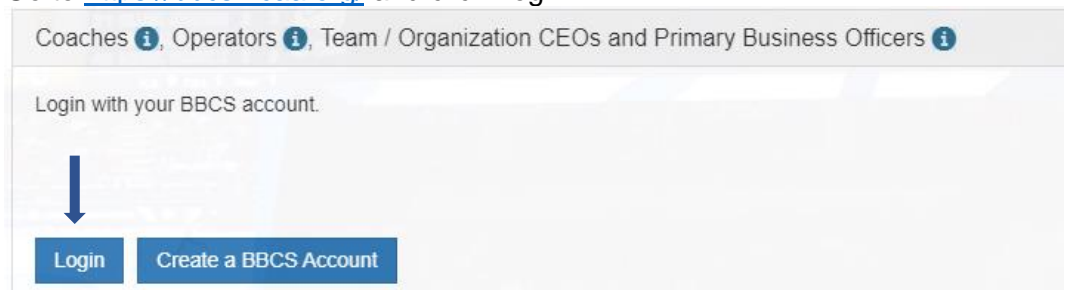 Coaches, Operators, Team / Organization CEOs and Primary Business Officers
Login with your BBCS account.
Login Create a BBCS Account